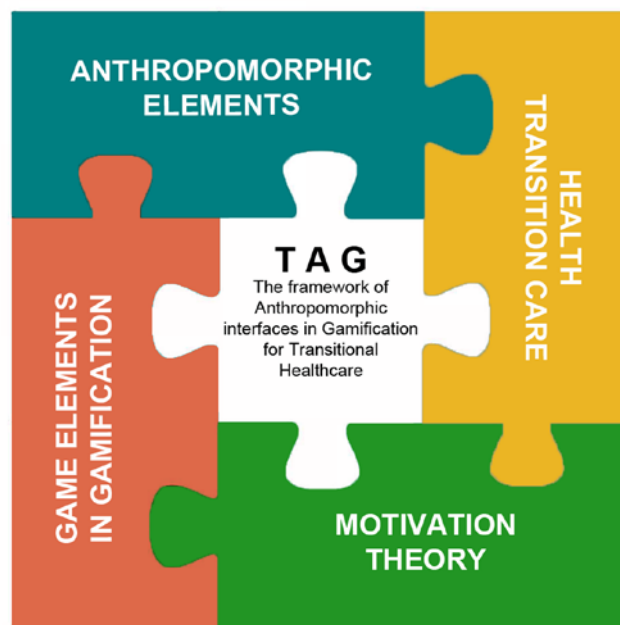 ANTHROPOMORPHIC
ELEMENTS
HEALTH
TRANSITION CARE
T A G
The framework of
Anthropomorphic
interfaces in Gamification
for Transitional
Healthcare
GAME ELEMENTS
IN GAMIFICATION
MOTIVATION
THEORY